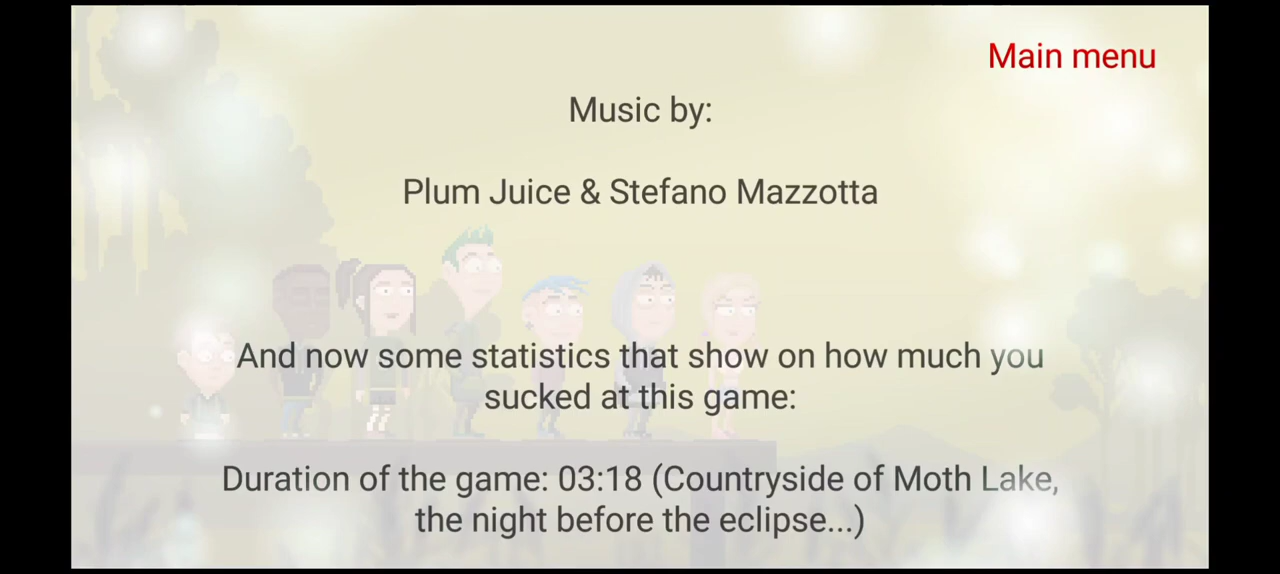 Main menu
Music by:
Plum Juice & Stefano Mazzotta
And now some statistics that show on how much you
sucked at this game:
Duration of the game: 03:18 (Countryside of Moth Lake,
the night before the eclipse...)